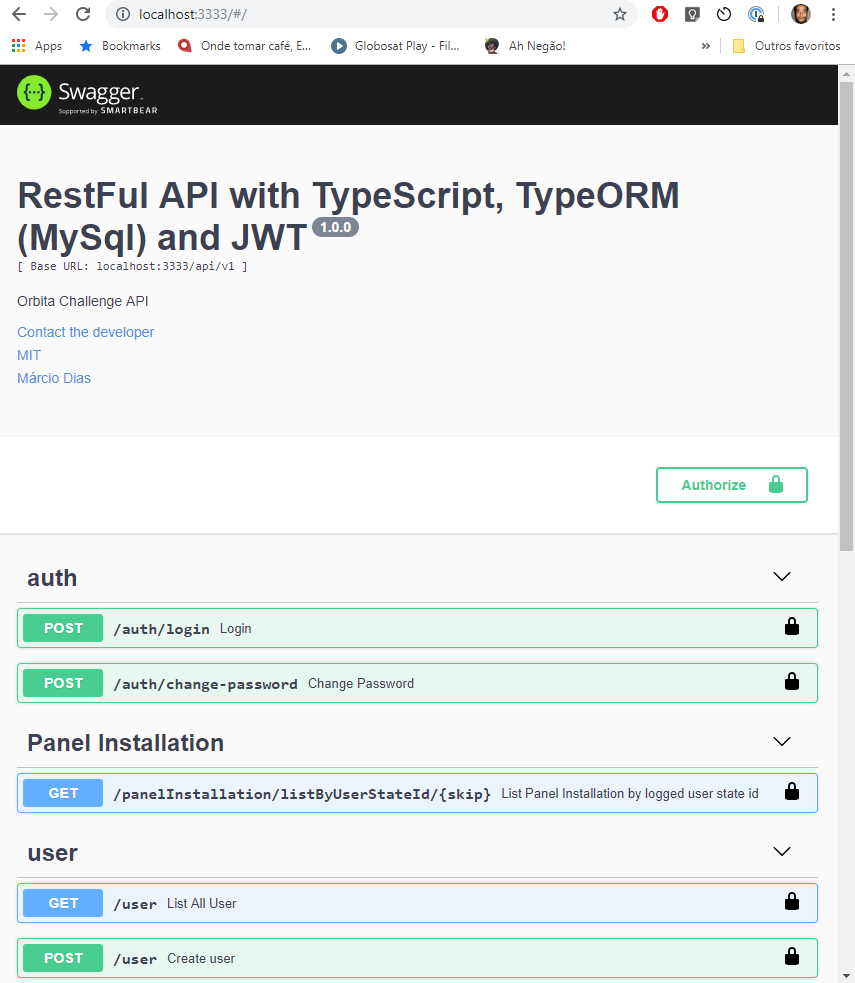 localhost:3333/#/
Apps Bookmarks Onde tomar café, E... Globosat Play - Fil... Ah Negão! » Outros favoritos
{···} Swagger.
Supported by SMARTBEAR
RestFul API with TypeScript, TypeORM
(MySql) and JWT 1.0.0
[ Base URL: localhost:3333/api/v1 ]
Orbita Challenge API
Contact the developer
MIT
Márcio Dias
Authorize
auth
POST /auth/login Login
POST /auth/change-password Change Password
Panel Installation
GET /panelInstallation/listByUserStateId/{skip} List Panel Installation by logged user state id
user
GET /user List All User
POST /user Create user